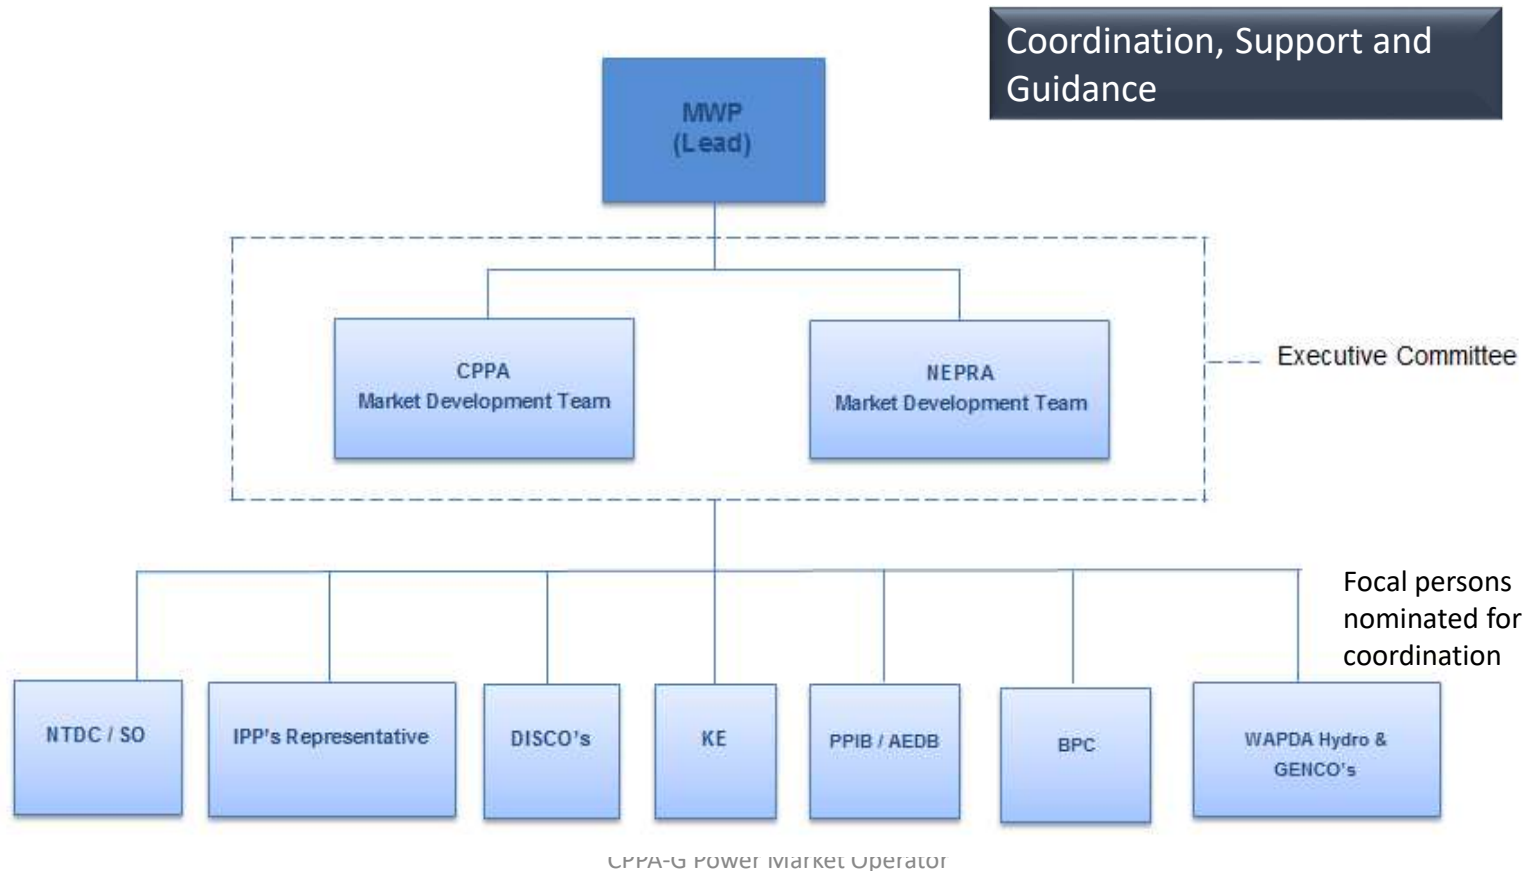 Coordination, Support and
Guidance
MWP
(Lead)
CPPA
Market Development Team
NEPRA
Market Development Team
Executive Committee
Focal persons
nominated for
coordination
NTDC / SO
IPP's Representative
DISCO's
KE
PPIB / AEDB
BPC
WAPDA Hydro &
GENCO's
CPPA-G Power Market Operator